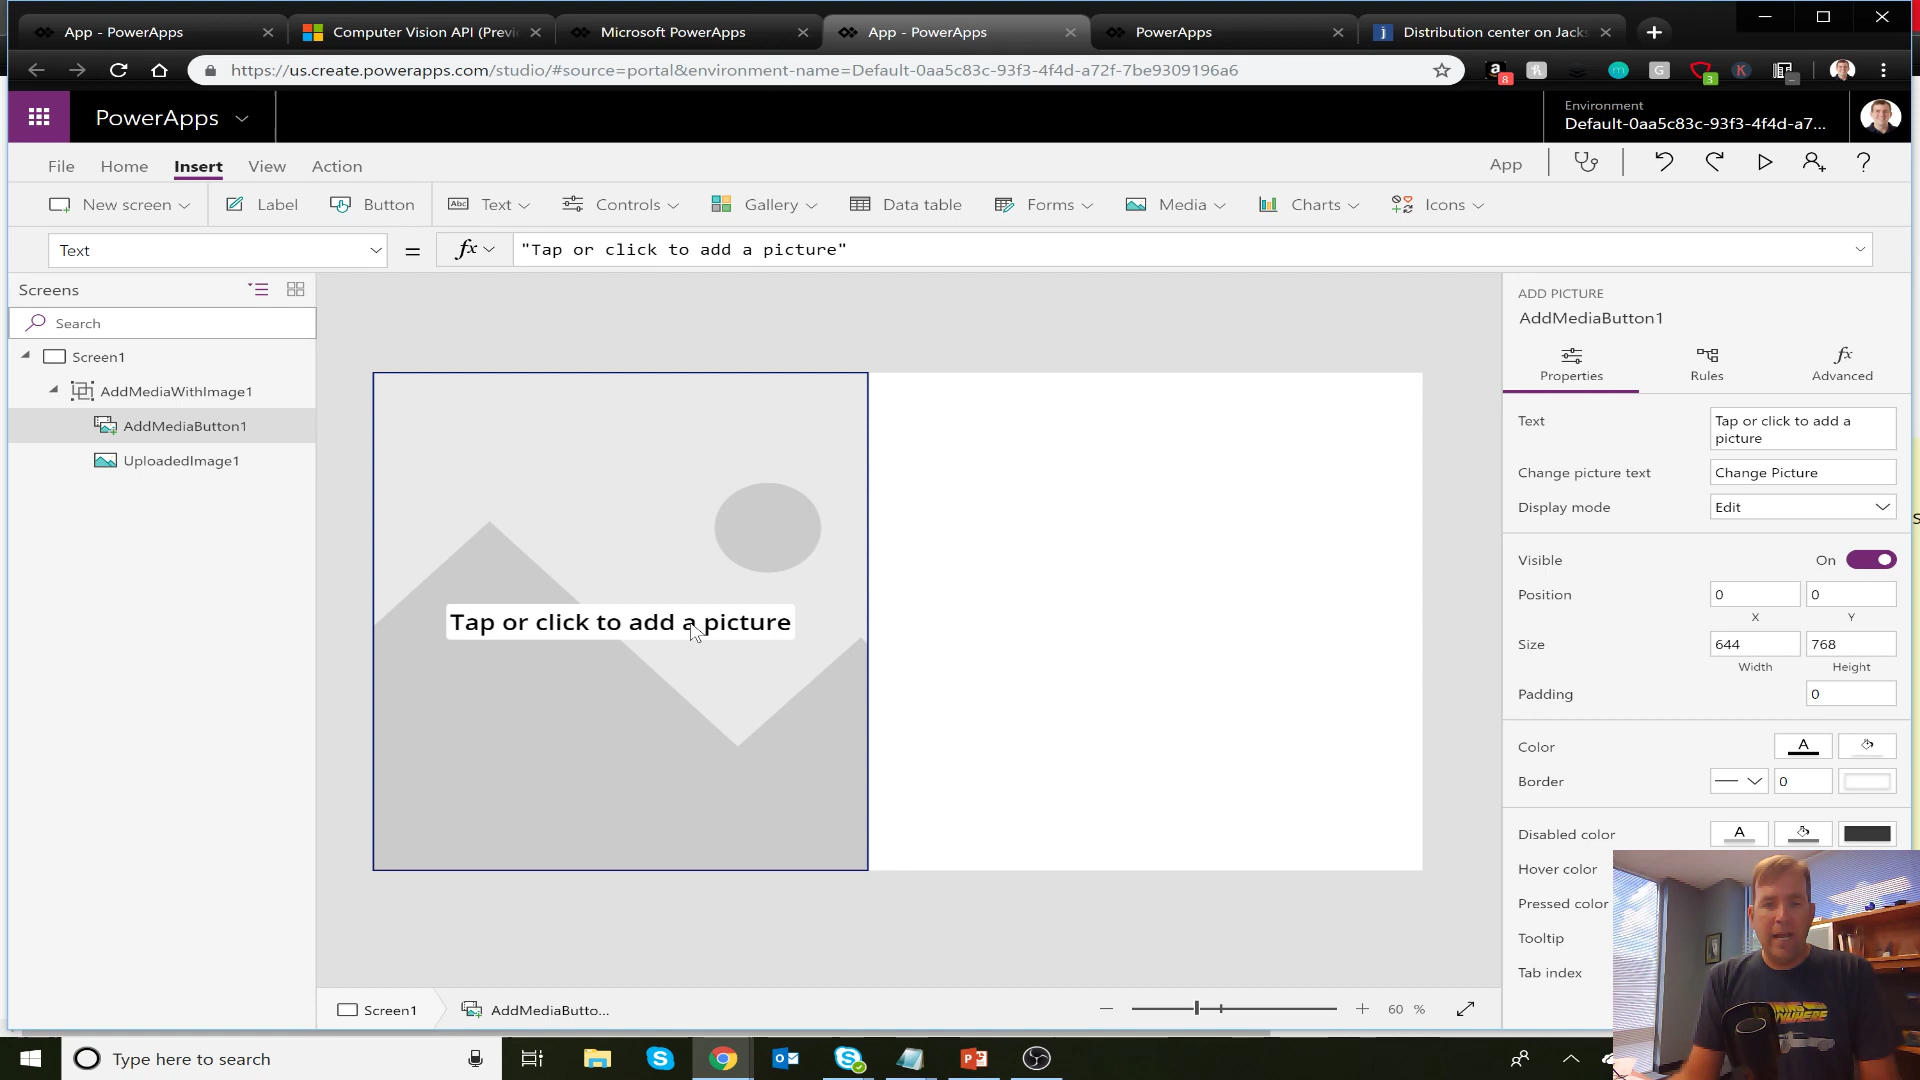 App - PowerApps
Computer Vision API (Previ
Microsoft PowerApps
App - PowerApps
PowerApps
Distribution center on Jacks
https://us.create.powerapps.com/studio/#source=portal&environment-name=Default-0aa5c83c-93f3-4f4d-a72f-7be9309196a6
8
G
3
K
PowerApps
Environment
Default-0aa5c83c-93f3-4f4d-a7...
File
Home
Insert
View
Action
App
?
New screen
Label
Button
Abc
Text
Controls
Gallery
Data table
Forms
Media
Charts
Icons
Text
=
fx
"Tap or click to add a picture"
Screens
Search
Screen1
AddMediaWithImage1
AddMediaButton1
UploadedImage1
Tap or click to add a picture
ADD PICTURE
AddMediaButton1
Properties
Rules
fx
Advanced
Text
Tap or click to add a
picture
Change picture text
Change Picture
Display mode
Edit
Visible
On
Position
0
0
X
Y
Size
644
768
Width
Height
Padding
0
Color
A
Border
0
Disabled color
A
Hover color
Pressed color
Tooltip
Tab index
Screen1
AddMediaButto...
60 %
Type here to search